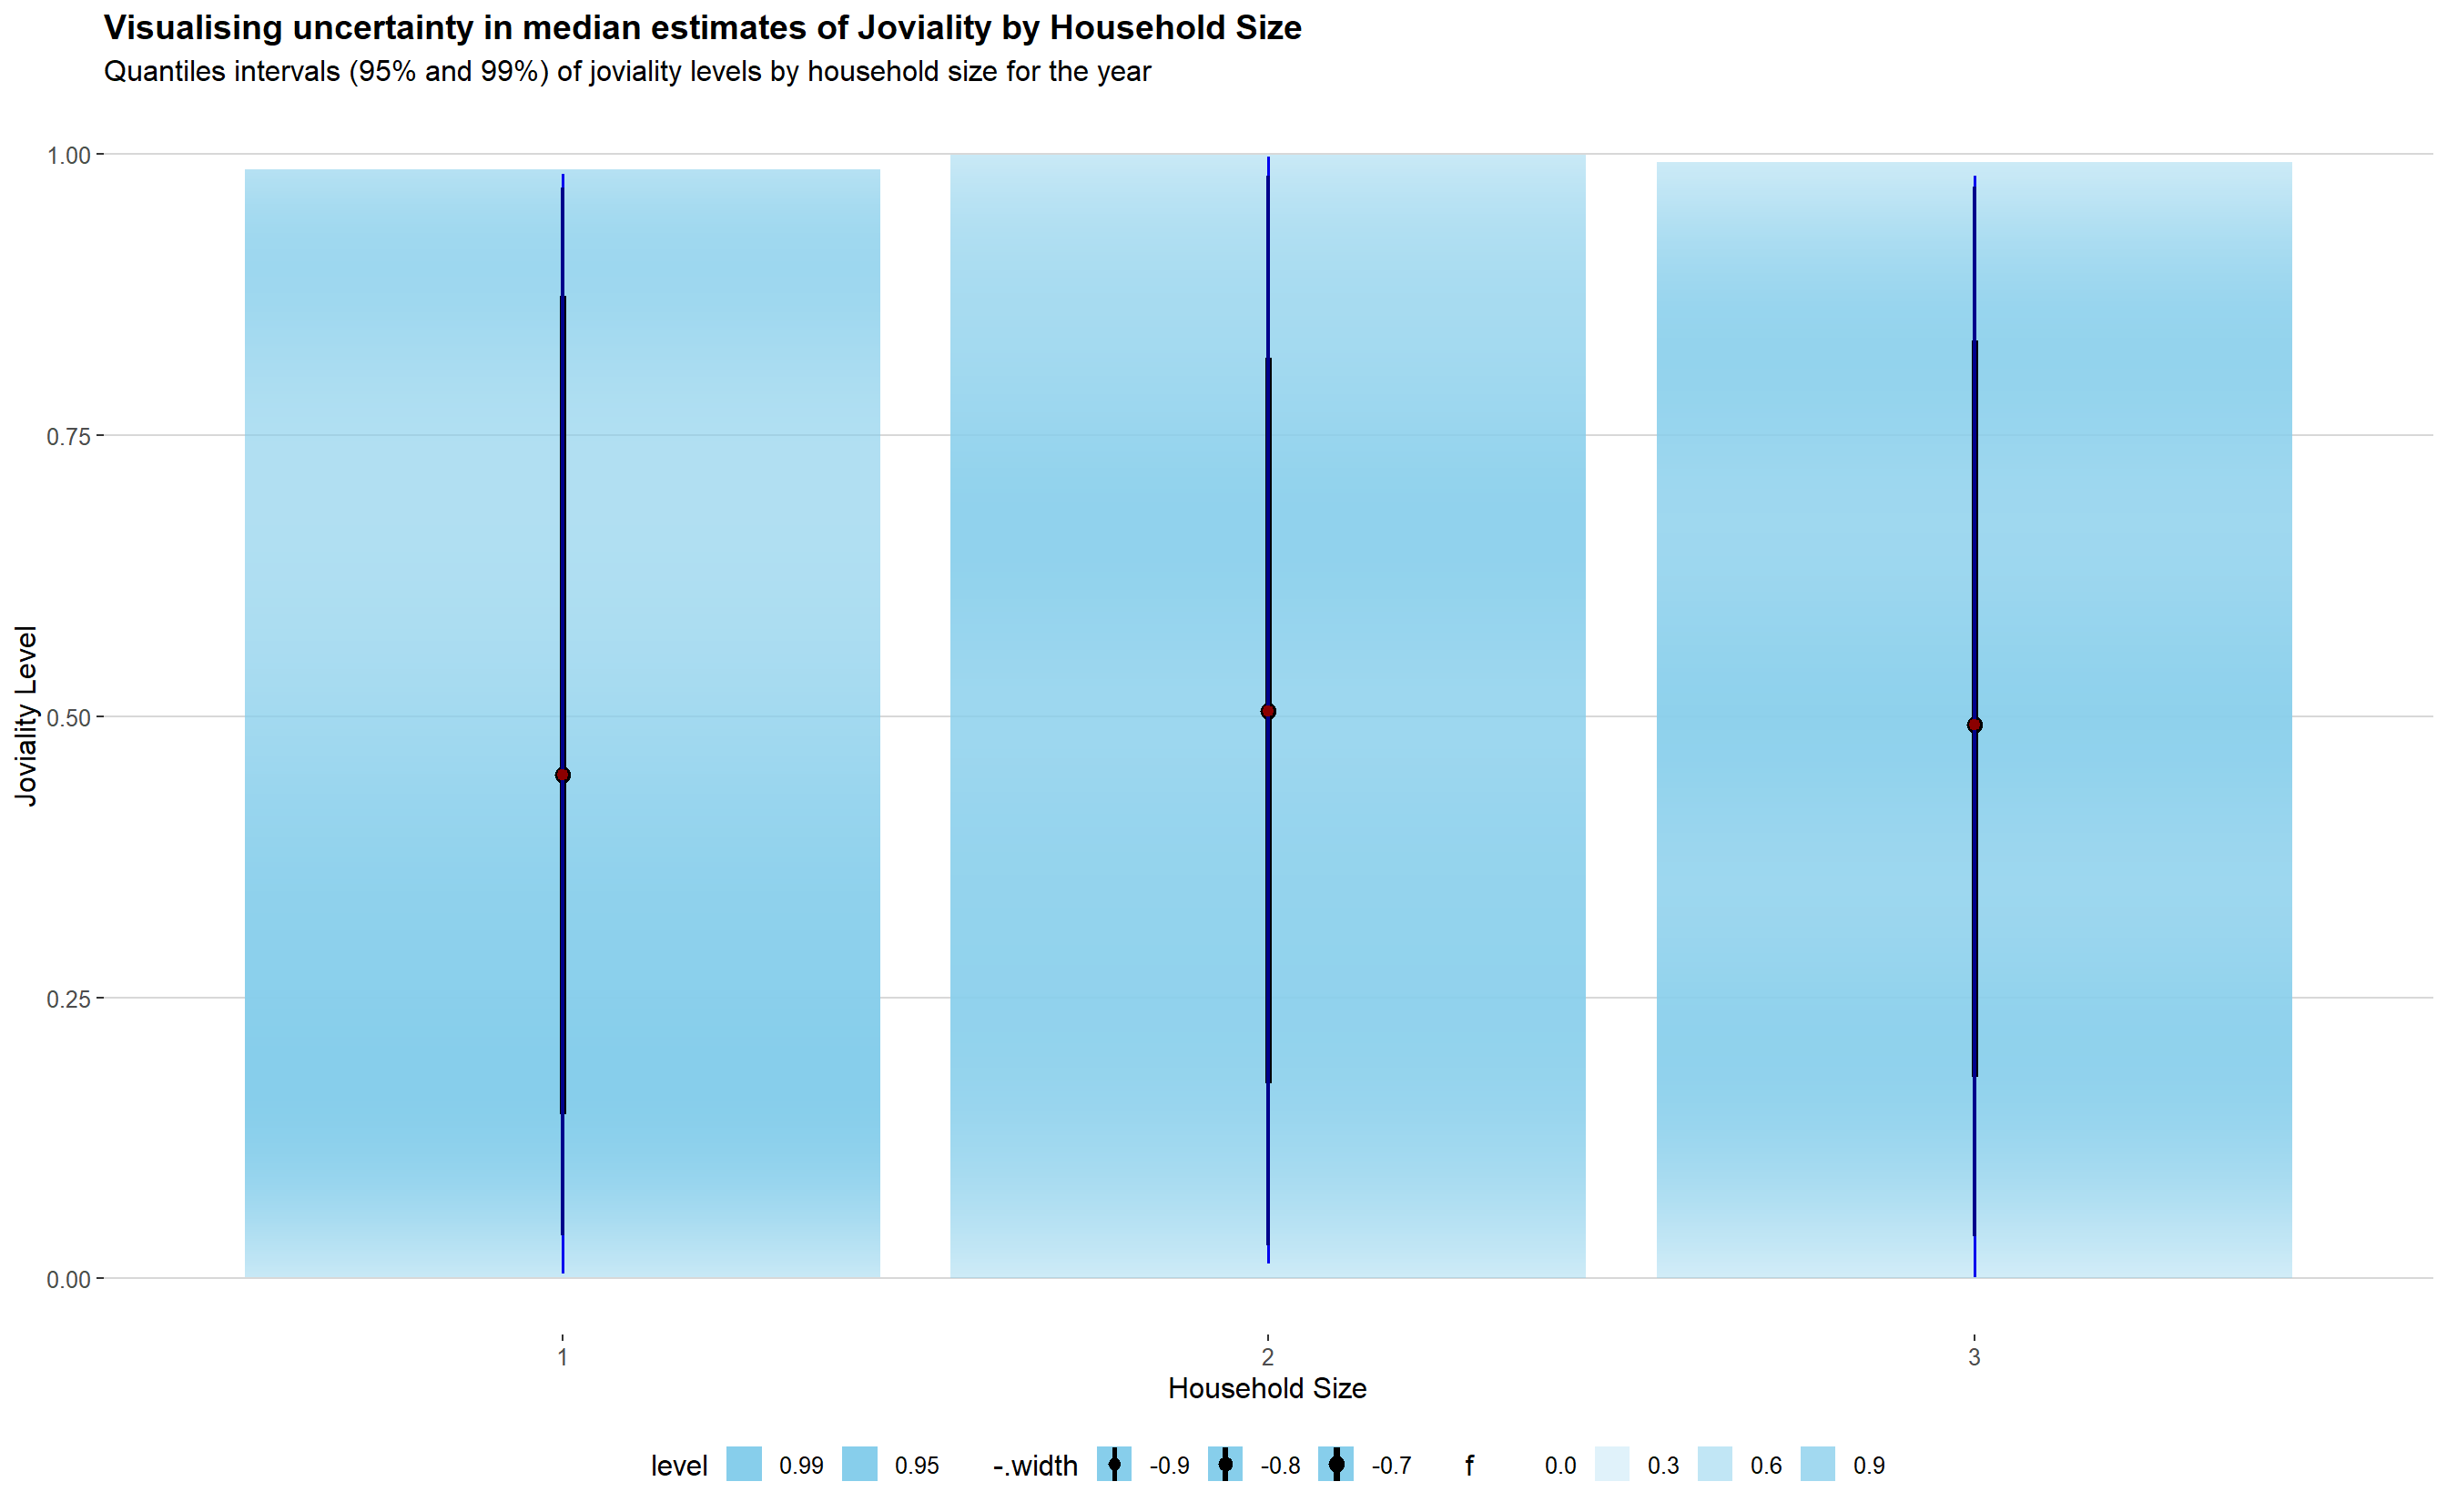 Visualising uncertainty in median estimates of Joviality by Household Size
Quantiles intervals (95% and 99%) of joviality levels by household size for the year
Joviality Level
1.00
0.75
0.50
0.25
0.00
1 2 3
Household Size
level 0.99 0.95 -.width -0.9 -0.8 -0.7 f 0.0 0.3 0.6 0.9